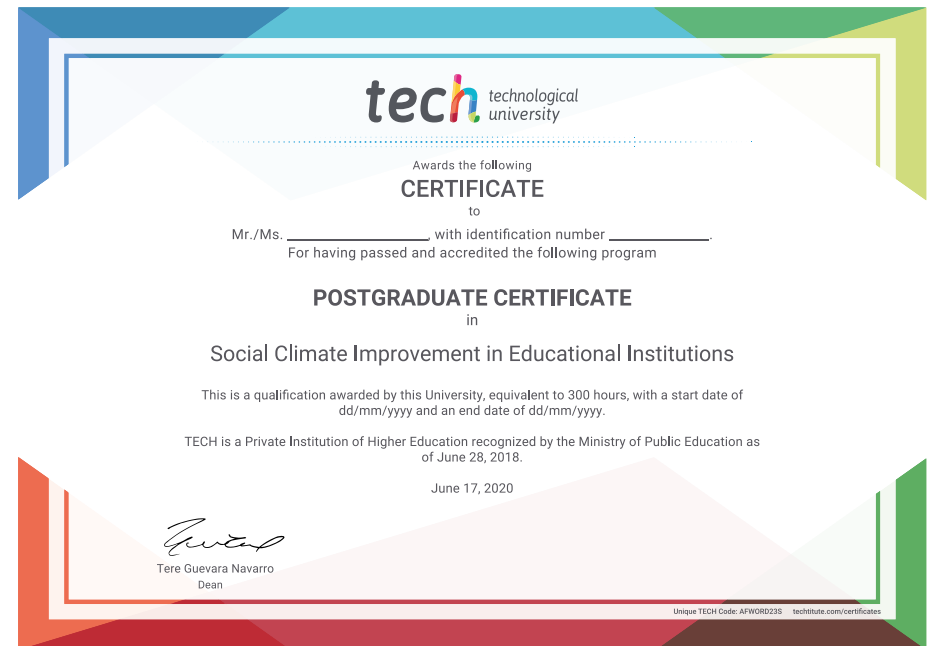 tech technological
university
Awards the following
CERTIFICATE
to
Mr./Ms. ____________________, with identification number ______________.
For having passed and accredited the following program
POSTGRADUATE CERTIFICATE
in
Social Climate Improvement in Educational Institutions
This is a qualification awarded by this University, equivalent to 300 hours, with a start date of
dd/mm/yyyy and an end date of dd/mm/yyyy.
TECH is a Private Institution of Higher Education recognized by the Ministry of Public Education as
of June 28, 2018.
June 17, 2020
Tere Guevara Navarro
Dean
Unique TECH Code: AFWORD23S techtitute.com/certificates